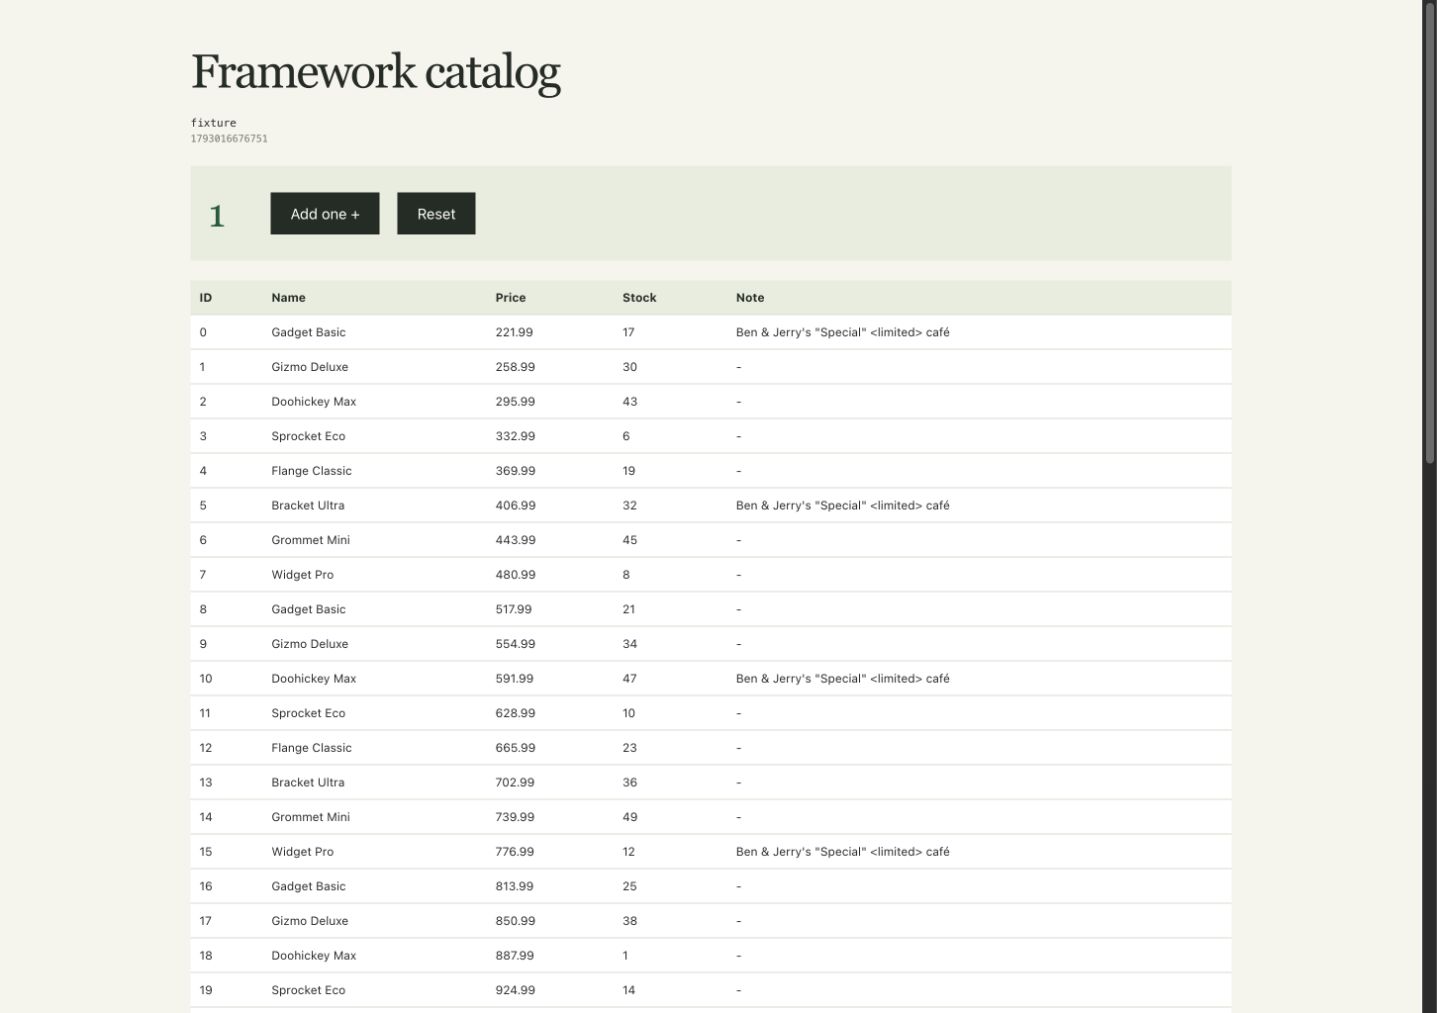 Framework catalog
fixture
1793016676751
1 Add one + Reset
ID Name Price Stock Note
0 Gadget Basic 221.99 17 Ben & Jerry's "Special" <limited> café
1 Gizmo Deluxe 258.99 30 -
2 Doohickey Max 295.99 43 -
3 Sprocket Eco 332.99 6 -
4 Flange Classic 369.99 19 -
5 Bracket Ultra 406.99 32 Ben & Jerry's "Special" <limited> café
6 Grommet Mini 443.99 45 -
7 Widget Pro 480.99 8 -
8 Gadget Basic 517.99 21 -
9 Gizmo Deluxe 554.99 34 -
10 Doohickey Max 591.99 47 Ben & Jerry's "Special" <limited> café
11 Sprocket Eco 628.99 10 -
12 Flange Classic 665.99 23 -
13 Bracket Ultra 702.99 36 -
14 Grommet Mini 739.99 49 -
15 Widget Pro 776.99 12 Ben & Jerry's "Special" <limited> café
16 Gadget Basic 813.99 25 -
17 Gizmo Deluxe 850.99 38 -
18 Doohickey Max 887.99 1 -
19 Sprocket Eco 924.99 14 -